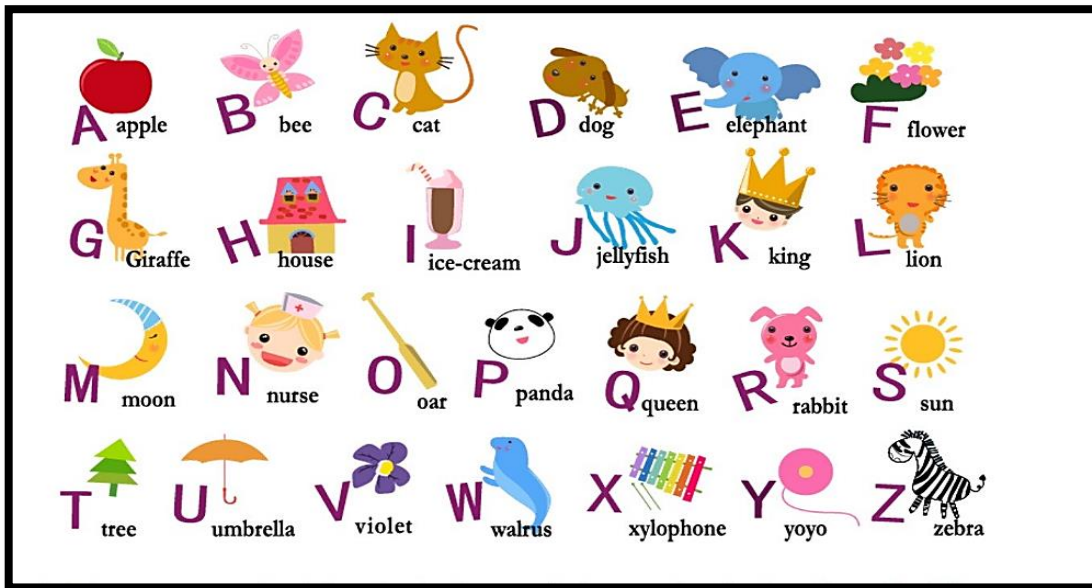 A apple B bee C cat D dog E elephant F flower
G Giraffe H house I ice-cream J jellyfish K king L lion
M moon N nurse O oar P panda Q queen R rabbit S sun
T tree U umbrella V violet W walrus X xylophone Y yoyo Z zebra